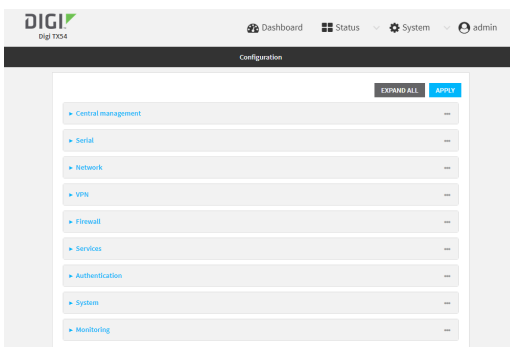 DIGI.
Digi TX54
Dashboard Status System admin
Configuration
EXPAND ALL APPLY
Central management
Serial
Network
VPN
Firewall
Services
Authentication
System
Monitoring